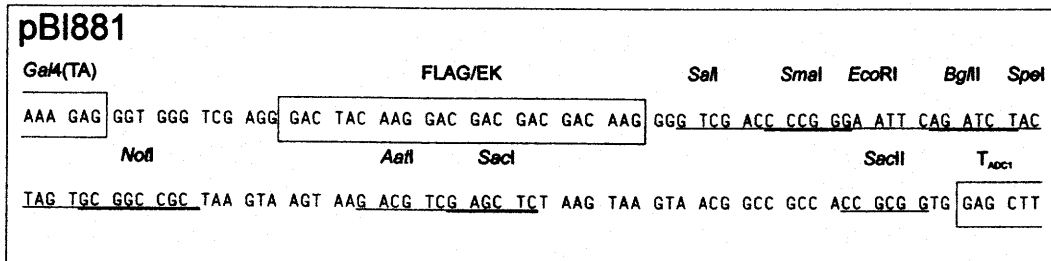 pBI881
Gal4(TA) FLAG/EK SalI SmaI EcoRI BglII SpeI
AAA GAG GGT GGG TCG AGG GAC TAC AAG GAC GAC GAC GAC AAG GGG TCG ACC CCG GGA ATT CAG ATC TAC
NotI AatI SacI SacII TADC1
TAG TGC GGC CGC TAA GTA AGT AAG ACG TCG AGC TCT AAG TAA GTA ACG GCC GCC ACC GCG GTG GAG CTT